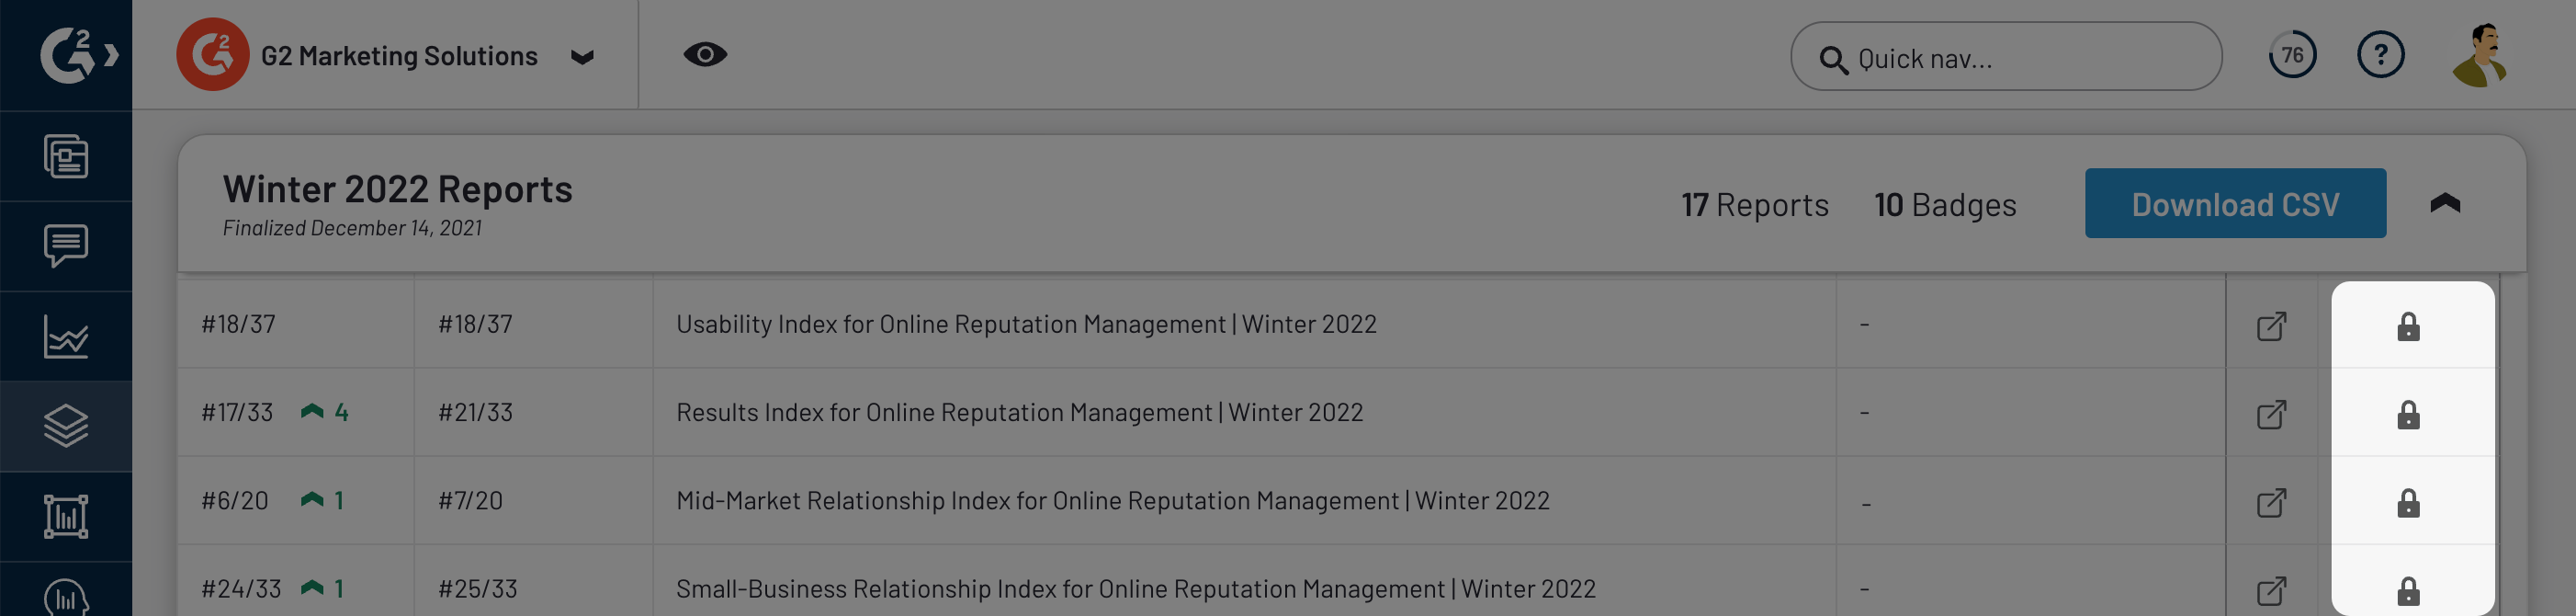 G2 G2 G2 Marketing Solutions Quick nav... 76 ?
Winter 2022 Reports
Finalized December 14, 2021
17 Reports 10 Badges Download CSV
#18/37 #18/37 Usability Index for Online Reputation Management | Winter 2022 -
#17/33 4 #21/33 Results Index for Online Reputation Management | Winter 2022 -
#6/20 1 #7/20 Mid-Market Relationship Index for Online Reputation Management | Winter 2022 -
#24/33 1 #25/33 Small-Business Relationship Index for Online Reputation Management | Winter 2022 -